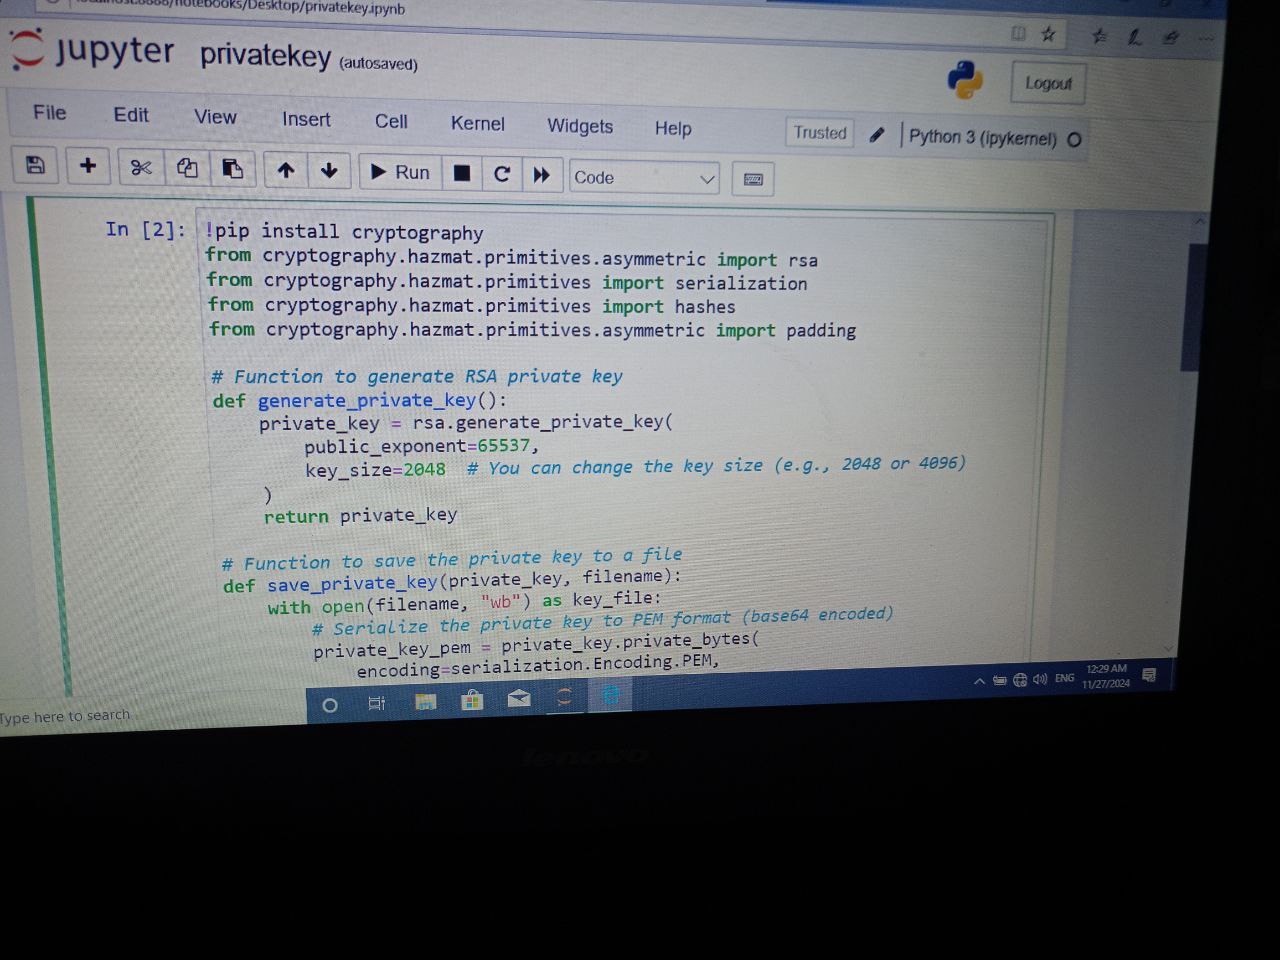 notebooks/Desktop/privatekey.ipynb
jupyter privatekey (autosaved)
Logout
File Edit View Insert Cell Kernel Widgets Help
Trusted Python 3 (ipykernel)
Run Code
In [2]: !pip install cryptography
from cryptography.hazmat.primitives.asymmetric import rsa
from cryptography.hazmat.primitives import serialization
from cryptography.hazmat.primitives import hashes
from cryptography.hazmat.primitives.asymmetric import padding
# Function to generate RSA private key
def generate_private_key():
private_key = rsa.generate_private_key(
public_exponent=65537,
key_size=2048 # You can change the key size (e.g., 2048 or 4096)
)
return private_key
# Function to save the private key to a file
def save_private_key(private_key, filename):
with open(filename, "wb") as key_file:
# Serialize the private key to PEM format (base64 encoded)
private_key_pem = private_key.private_bytes(
encoding=serialization.Encoding.PEM,
Type here to search
ENG
12:29 AM
11/27/2024
lenovo